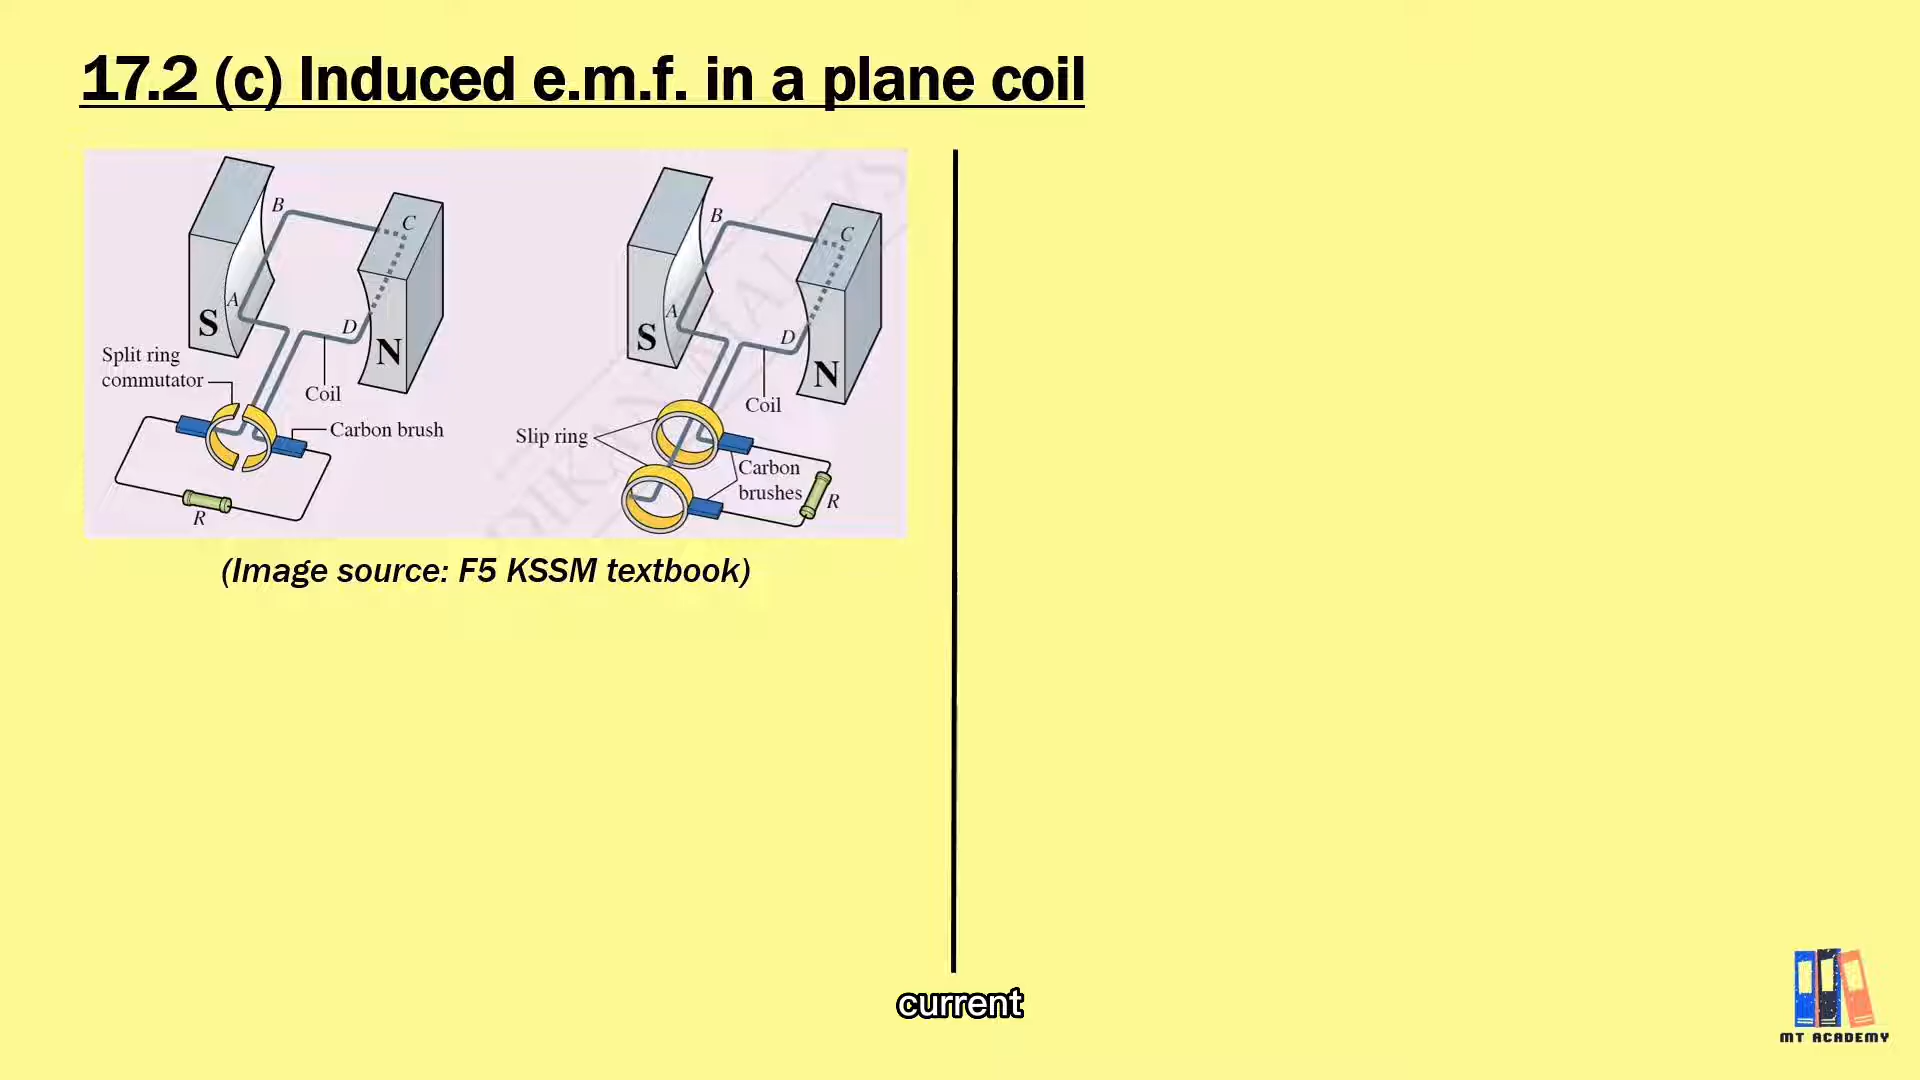 17.2 (c) Induced e.m.f. in a plane coil
B
C
A
S
D
N
Split ring
commutator
Coil
Carbon brush
R
B
C
A
S
D
N
Coil
Slip ring
Carbon
brushes
R
(Image source: F5 KSSM textbook)
current
MT ACADEMY